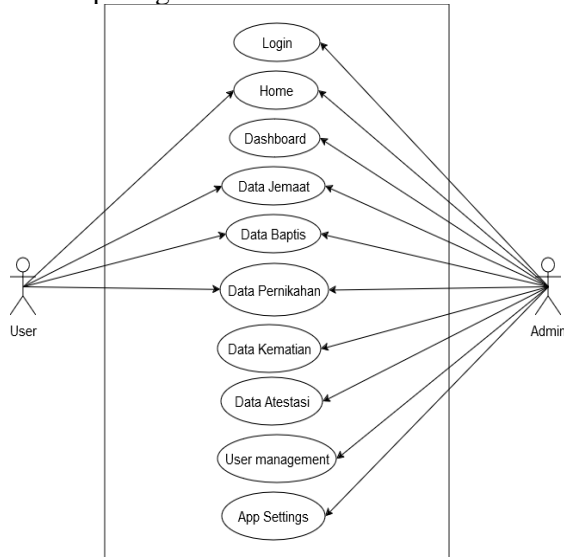 Login
Home
Dashboard
Data Jemaat
Data Baptis
Data Pernikahan
User
Admin
Data Kematian
Data Atestasi
User management
App Settings